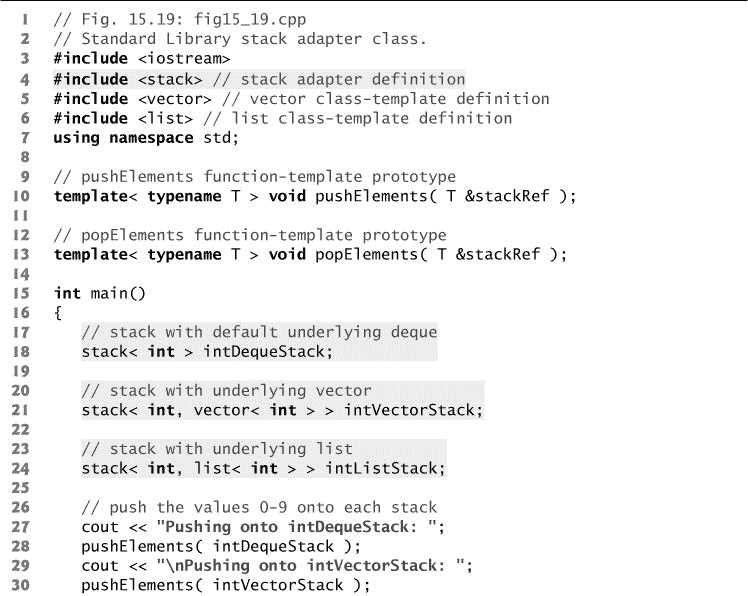 1 // Fig. 15.19: fig15_19.cpp
2 // Standard Library stack adapter class.
3 #include <iostream>
4 #include <stack> // stack adapter definition
5 #include <vector> // vector class-template definition
6 #include <list> // list class-template definition
7 using namespace std;
8
9 // pushElements function-template prototype
10 template< typename T > void pushElements( T &stackRef );
11
12 // popElements function-template prototype
13 template< typename T > void popElements( T &stackRef );
14
15 int main()
16 {
17 // stack with default underlying deque
18 stack< int > intDequeStack;
19
20 // stack with underlying vector
21 stack< int, vector< int > > intVectorStack;
22
23 // stack with underlying list
24 stack< int, list< int > > intListStack;
25
26 // push the values 0-9 onto each stack
27 cout << "Pushing onto intDequeStack: ";
28 pushElements( intDequeStack );
29 cout << "\nPushing onto intVectorStack: ";
30 pushElements( intVectorStack );